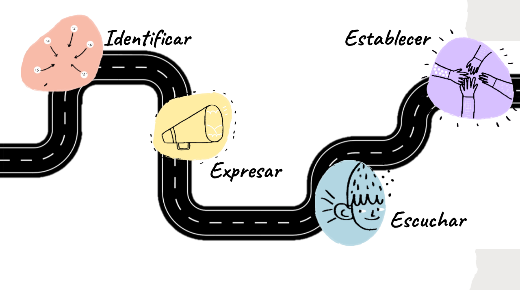 Identificar
Establecer
Expresar
Escuchar